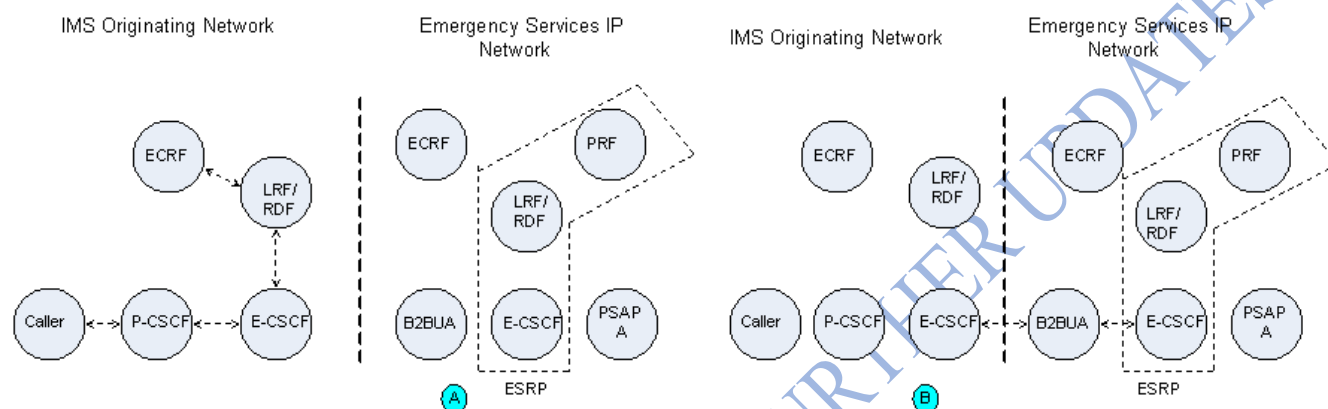 IMS Originating Network
Emergency Services IP
Network
ECRF
LRF/
RDF
Caller
P-CSCF
E-CSCF
ECRF
PRF
LRF/
RDF
B2BUA
E-CSCF
PSAP
A
A
IMS Originating Network
Emergency Services IP
Network
ECRF
LRF/
RDF
Caller
P-CSCF
E-CSCF
B
ECRF
PRF
LRF/
RDF
B2BUA
E-CSCF
PSAP
A
ESRP
URTHER UPDATES